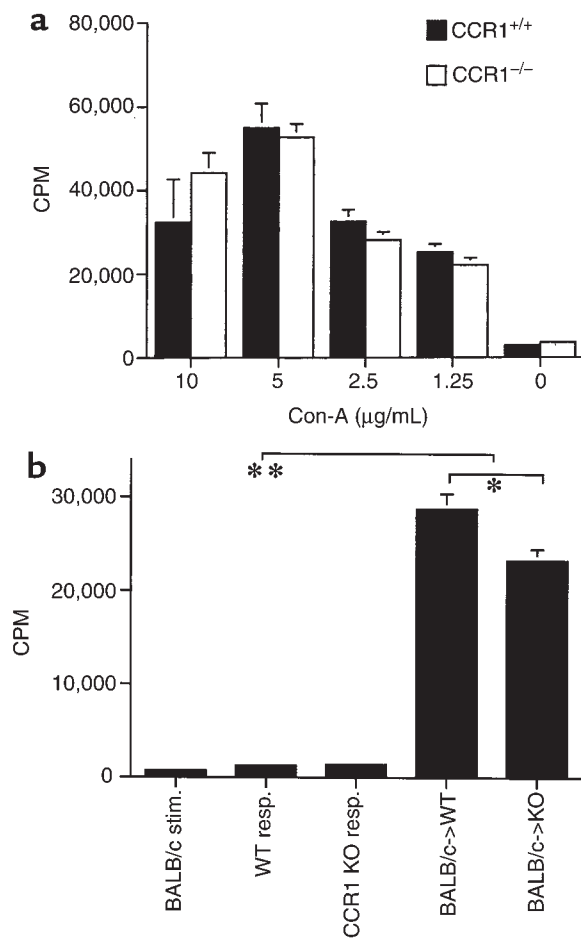 a
80,000
60,000
40,000
20,000
0
CPM
CCR1+/+
CCR1−/−
10 5 2.5 1.25 0
Con-A (μg/mL)
b
**
*
30,000
20,000
10,000
0
CPM
BALB/c stim.
WT resp.
CCR1 KO resp.
BALB/c->WT
BALB/c->KO